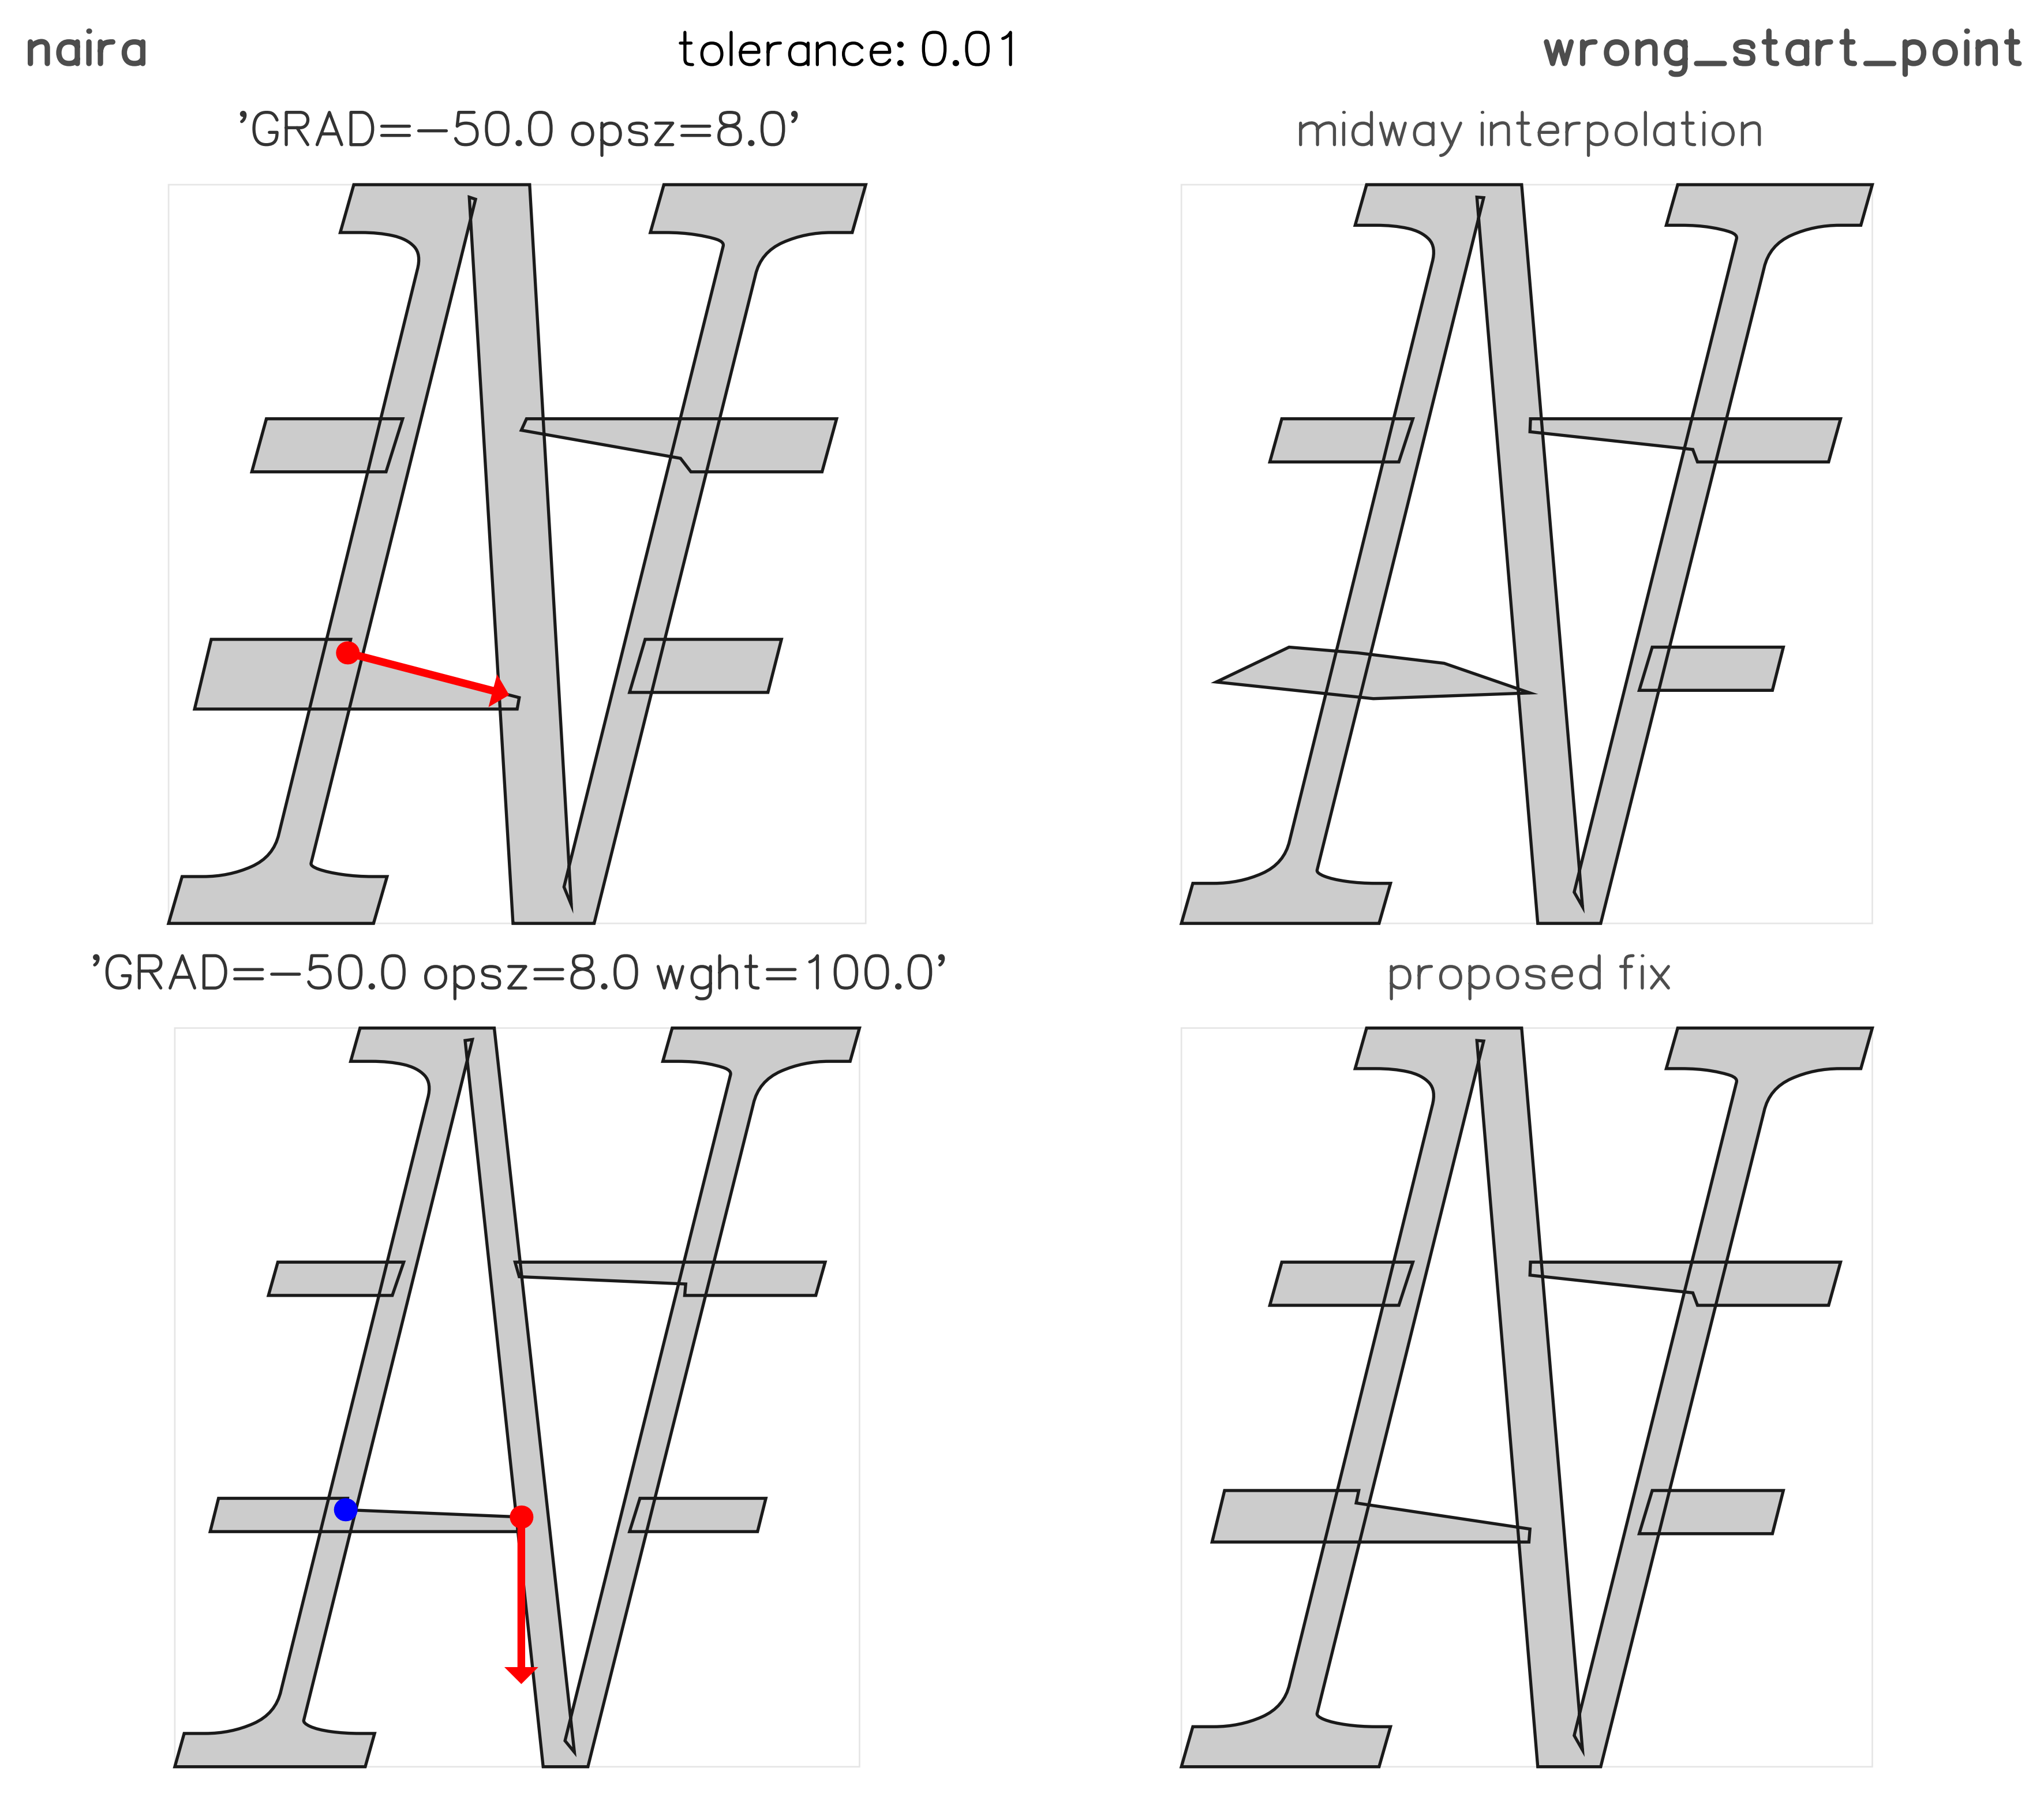 naira tolerance: 0.01 wrong_start_point
'GRAD=−50.0 opsz=8.0' midway interpolation
'GRAD=−50.0 opsz=8.0 wght=100.0' proposed fix